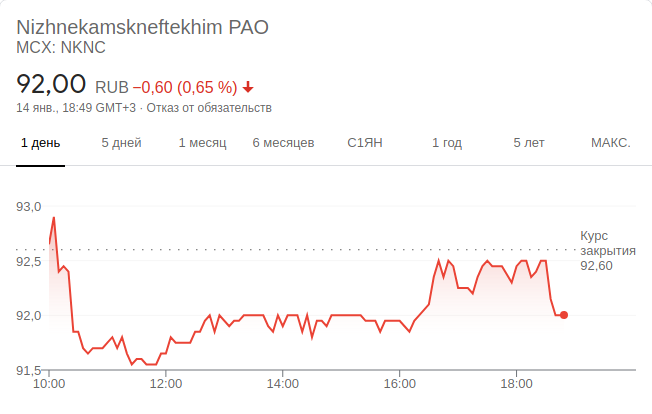 Nizhnekamskneftekhim PAO
MCX: NKNC
92,00 RUB −0,60 (0,65 %)
14 янв., 18:49 GMT+3 · Отказ от обязательств
1 день 5 дней 1 месяц 6 месяцев С1ЯН 1 год 5 лет МАКС.
93,0
Курс
закрытия
92,60
92,5
92,0
91,5
10:00 12:00 14:00 16:00 18:00